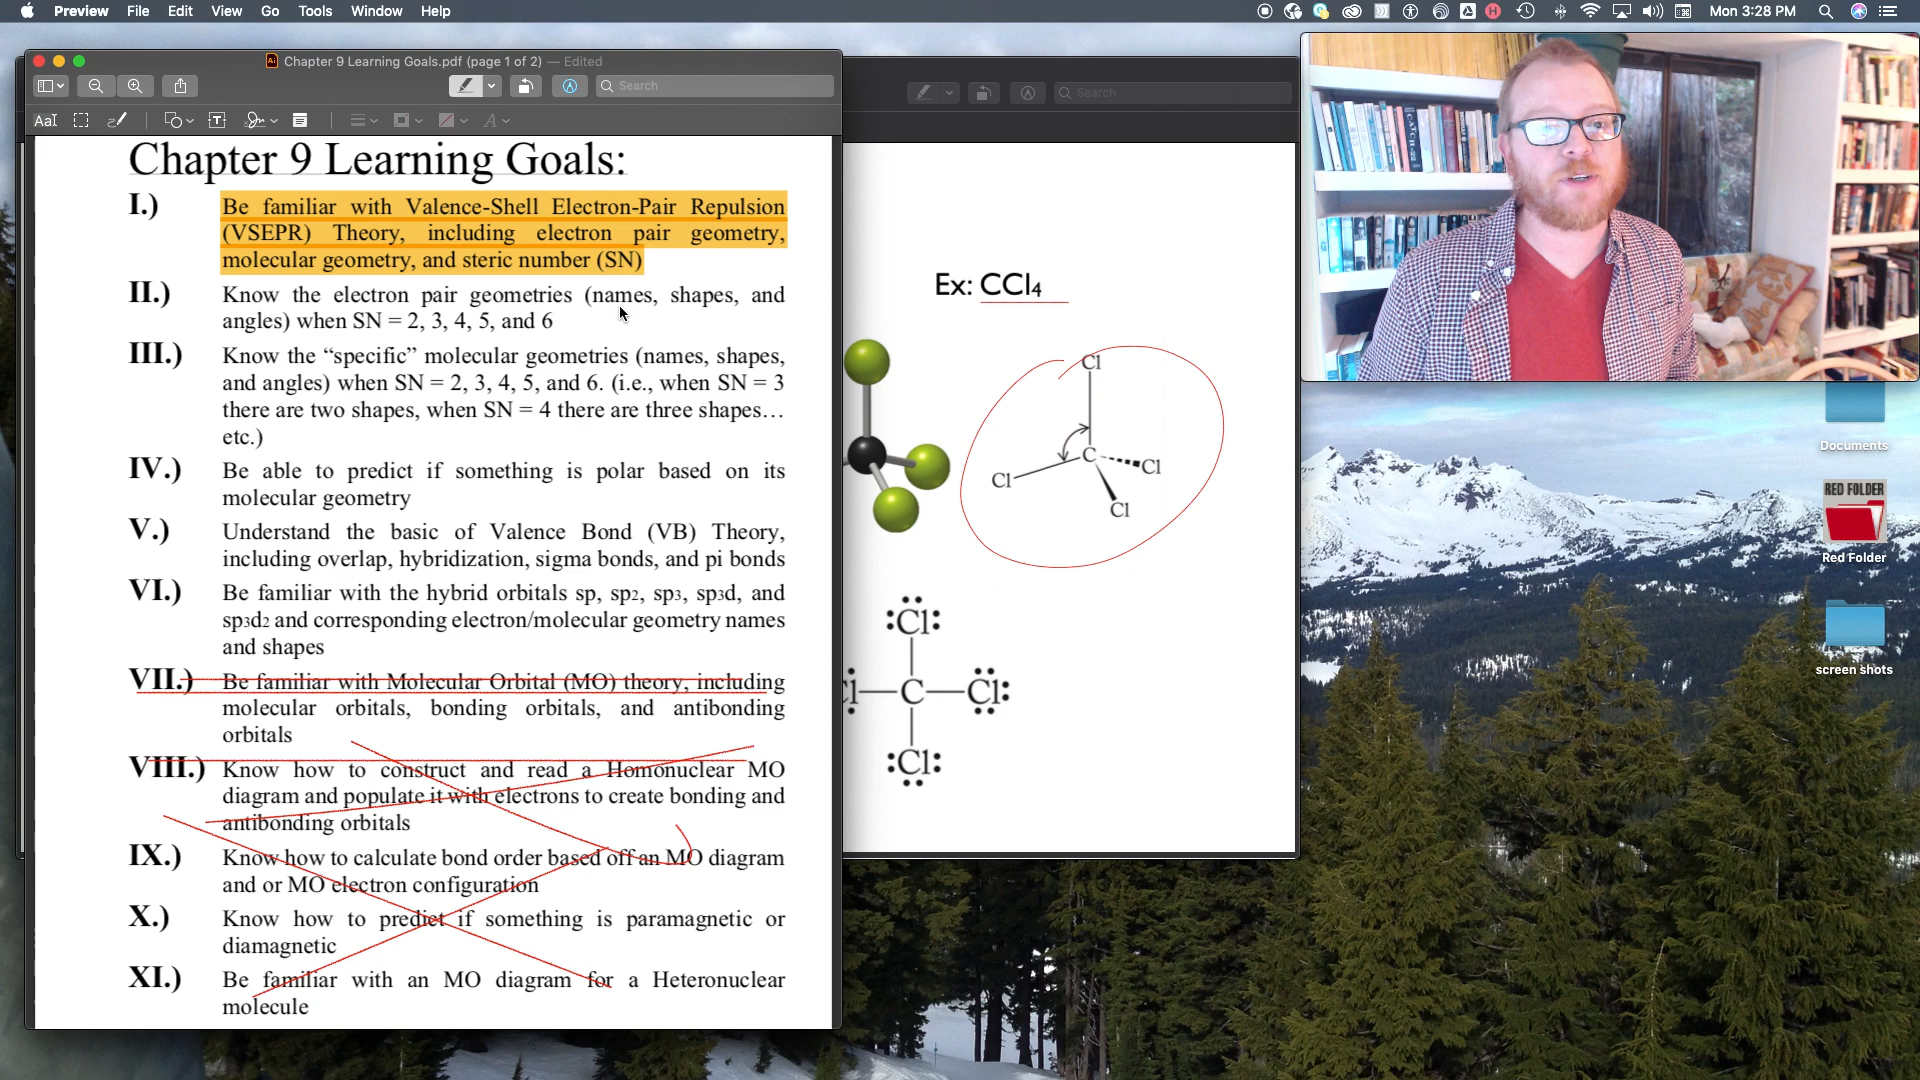 Preview File Edit View Go Tools Window Help
Mon 3:28 PM
Chapter 9 Learning Goals.pdf (page 1 of 2) — Edited
Search
Search
Chapter 9 Learning Goals:
I.) Be familiar with Valence-Shell Electron-Pair Repulsion
(VSEPR) Theory, including electron pair geometry,
molecular geometry, and steric number (SN)
II.) Know the electron pair geometries (names, shapes, and
angles) when SN = 2, 3, 4, 5, and 6
III.) Know the “specific” molecular geometries (names, shapes,
and angles) when SN = 2, 3, 4, 5, and 6. (i.e., when SN = 3
there are two shapes, when SN = 4 there are three shapes…
etc.)
IV.) Be able to predict if something is polar based on its
molecular geometry
V.) Understand the basic of Valence Bond (VB) Theory,
including overlap, hybridization, sigma bonds, and pi bonds
VI.) Be familiar with the hybrid orbitals sp, sp2, sp3, sp3d, and
sp3d2 and corresponding electron/molecular geometry names
and shapes
VII.) Be familiar with Molecular Orbital (MO) theory, including
molecular orbitals, bonding orbitals, and antibonding
orbitals
VIII.) Know how to construct and read a Homonuclear MO
diagram and populate it with electrons to create bonding and
antibonding orbitals
IX.) Know how to calculate bond order based off an MO diagram
and or MO electron configuration
X.) Know how to predict if something is paramagnetic or
diamagnetic
XI.) Be familiar with an MO diagram for a Heteronuclear
molecule
Ex: CCl4
Cl
C
Cl
Cl
Cl
Cl
C
Cl
Cl
CATCH-22
Documents
RED FOLDER
Red Folder
screen shots